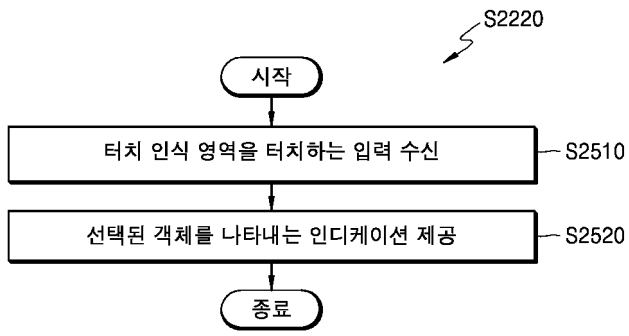 S2220
시작
터치 인식 영역을 터치하는 입력 수신
S2510
선택된 객체를 나타내는 인디케이션 제공
S2520
종료